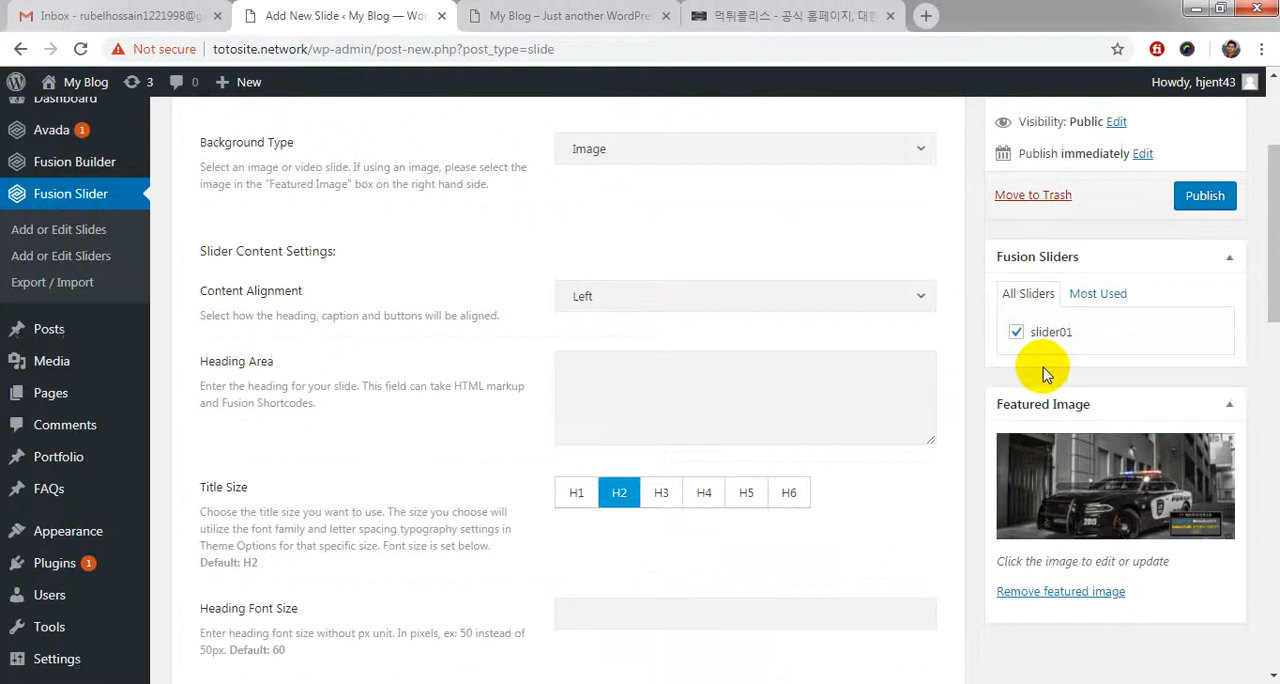 Inbox - rubelhossain1221998@g
Add New Slide ‹ My Blog — Wor
My Blog – Just another WordPre
먹튀폴리스 - 공식 홈페이지, 대한
Not secure
totosite.network/wp-admin/post-new.php?post_type=slide
My Blog
3
0
New
Howdy, hjent43
Dashboard
Avada 1
Fusion Builder
Fusion Slider
Add or Edit Slides
Add or Edit Sliders
Export / Import
Posts
Media
Pages
Comments
Portfolio
FAQs
Appearance
Plugins 1
Users
Tools
Settings
Background Type
Select an image or video slide. If using an image, please select the
image in the "Featured Image" box on the right hand side.
Image
Slider Content Settings:
Content Alignment
Select how the heading, caption and buttons will be aligned.
Left
Heading Area
Enter the heading for your slide. This field can take HTML markup
and Fusion Shortcodes.
Title Size
Choose the title size you want to use. The size you choose will
utilize the font family and letter spacing typography settings in
Theme Options for that specific size. Font size is set below.
Default: H2
H1 H2 H3 H4 H5 H6
Heading Font Size
Enter heading font size without px unit. In pixels, ex: 50 instead of
50px. Default: 60
Visibility: Public Edit
Publish immediately Edit
Move to Trash
Publish
Fusion Sliders
All Sliders
Most Used
slider01
Featured Image
2015
Click the image to edit or update
Remove featured image